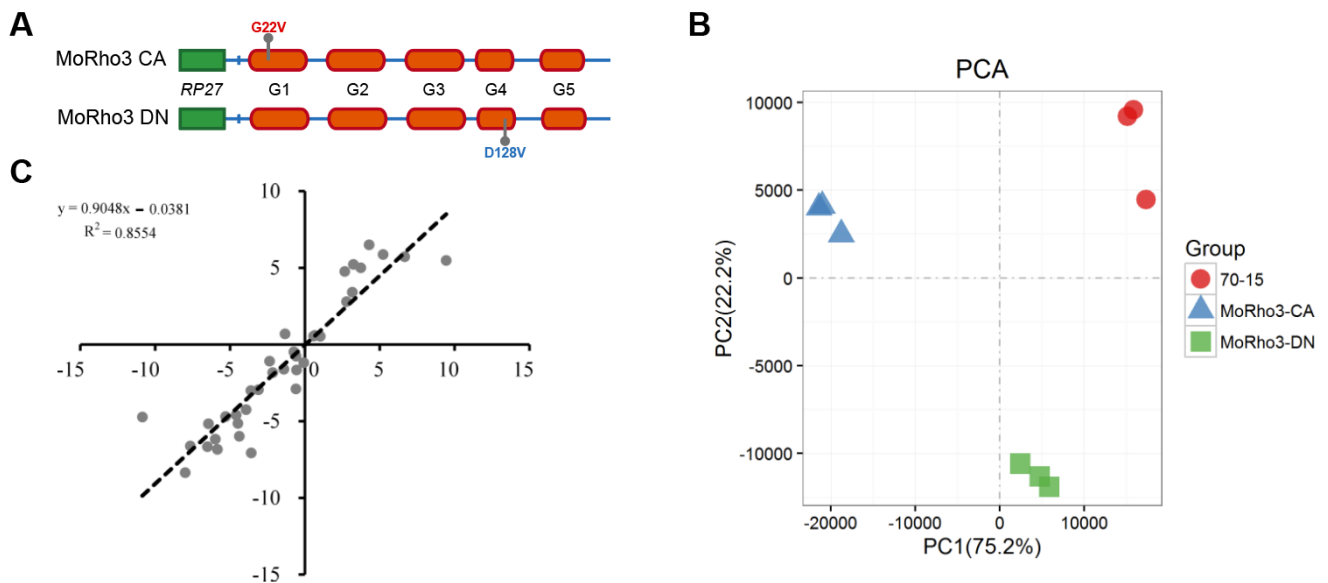 A
G22V
MoRho3 CA
RP27 G1 G2 G3 G4 G5
MoRho3 DN
D128V
B
PCA
10000
5000
0
-5000
-10000
PC2(22.2%)
-20000 -10000 0 10000
PC1(75.2%)
Group
70-15
MoRho3-CA
MoRho3-DN
C
y = 0.9048x − 0.0381
R² = 0.8554
10
5
-15 -10 -5 0 5 10 15
-5
-10
-15